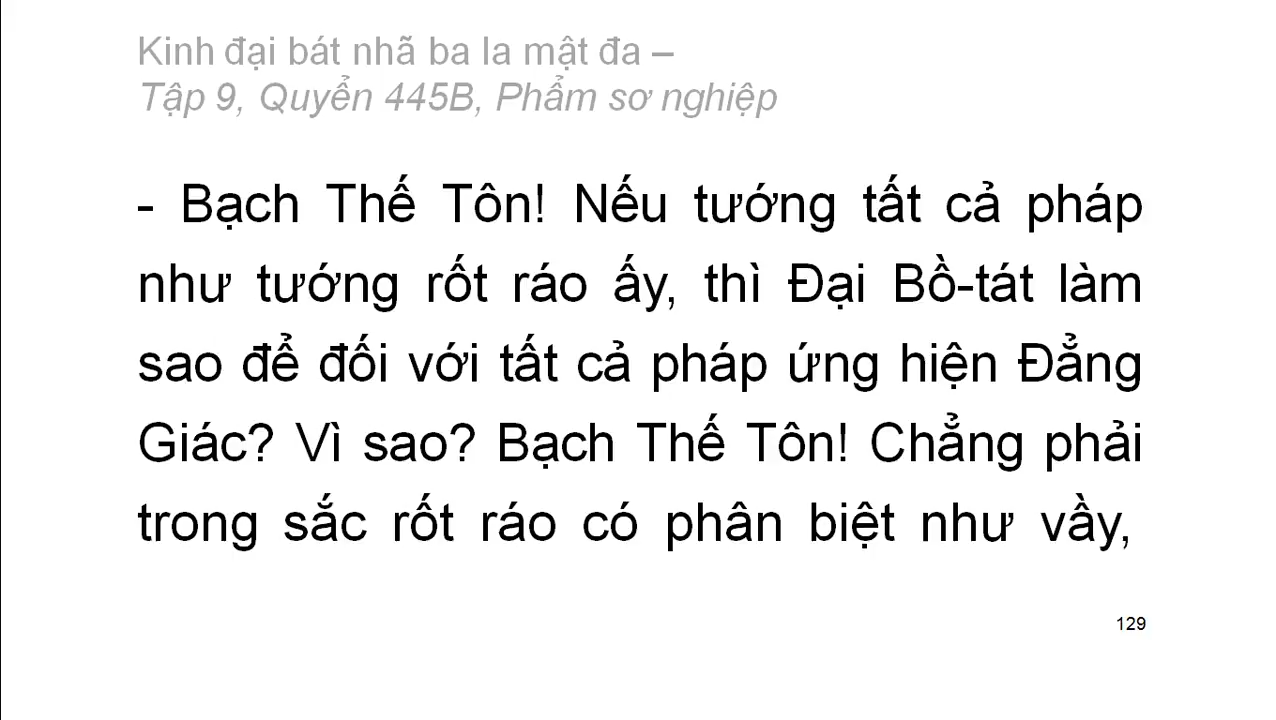 Kinh đại bát nhã ba la mật đa –
Tập 9, Quyển 445B, Phẩm sơ nghiệp
- Bạch Thế Tôn! Nếu tướng tất cả pháp
như tướng rốt ráo ấy, thì Đại Bồ-tát làm
sao để đối với tất cả pháp ứng hiện Đẳng
Giác? Vì sao? Bạch Thế Tôn! Chẳng phải
trong sắc rốt ráo có phân biệt như vầy,
129